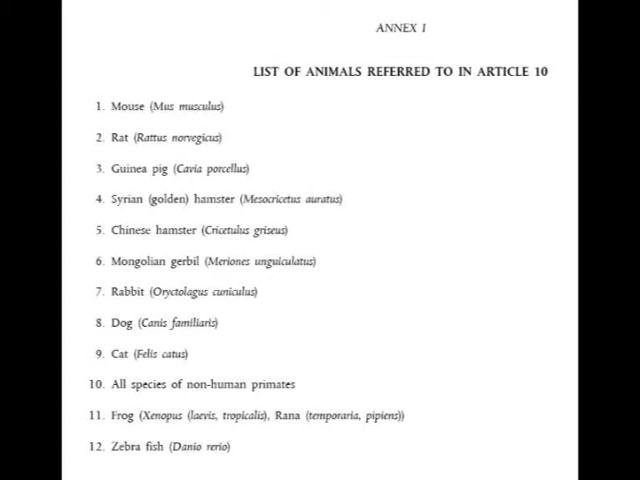 ANNEX I
LIST OF ANIMALS REFERRED TO IN ARTICLE 10
1. Mouse (Mus musculus)
2. Rat (Rattus norvegicus)
3. Guinea pig (Cavia porcellus)
4. Syrian (golden) hamster (Mesocricetus auratus)
5. Chinese hamster (Cricetulus griseus)
6. Mongolian gerbil (Meriones unguiculatus)
7. Rabbit (Oryctolagus cuniculus)
8. Dog (Canis familiaris)
9. Cat (Felis catus)
10. All species of non-human primates
11. Frog (Xenopus (laevis, tropicalis), Rana (temporaria, pipiens))
12. Zebra fish (Danio rerio)